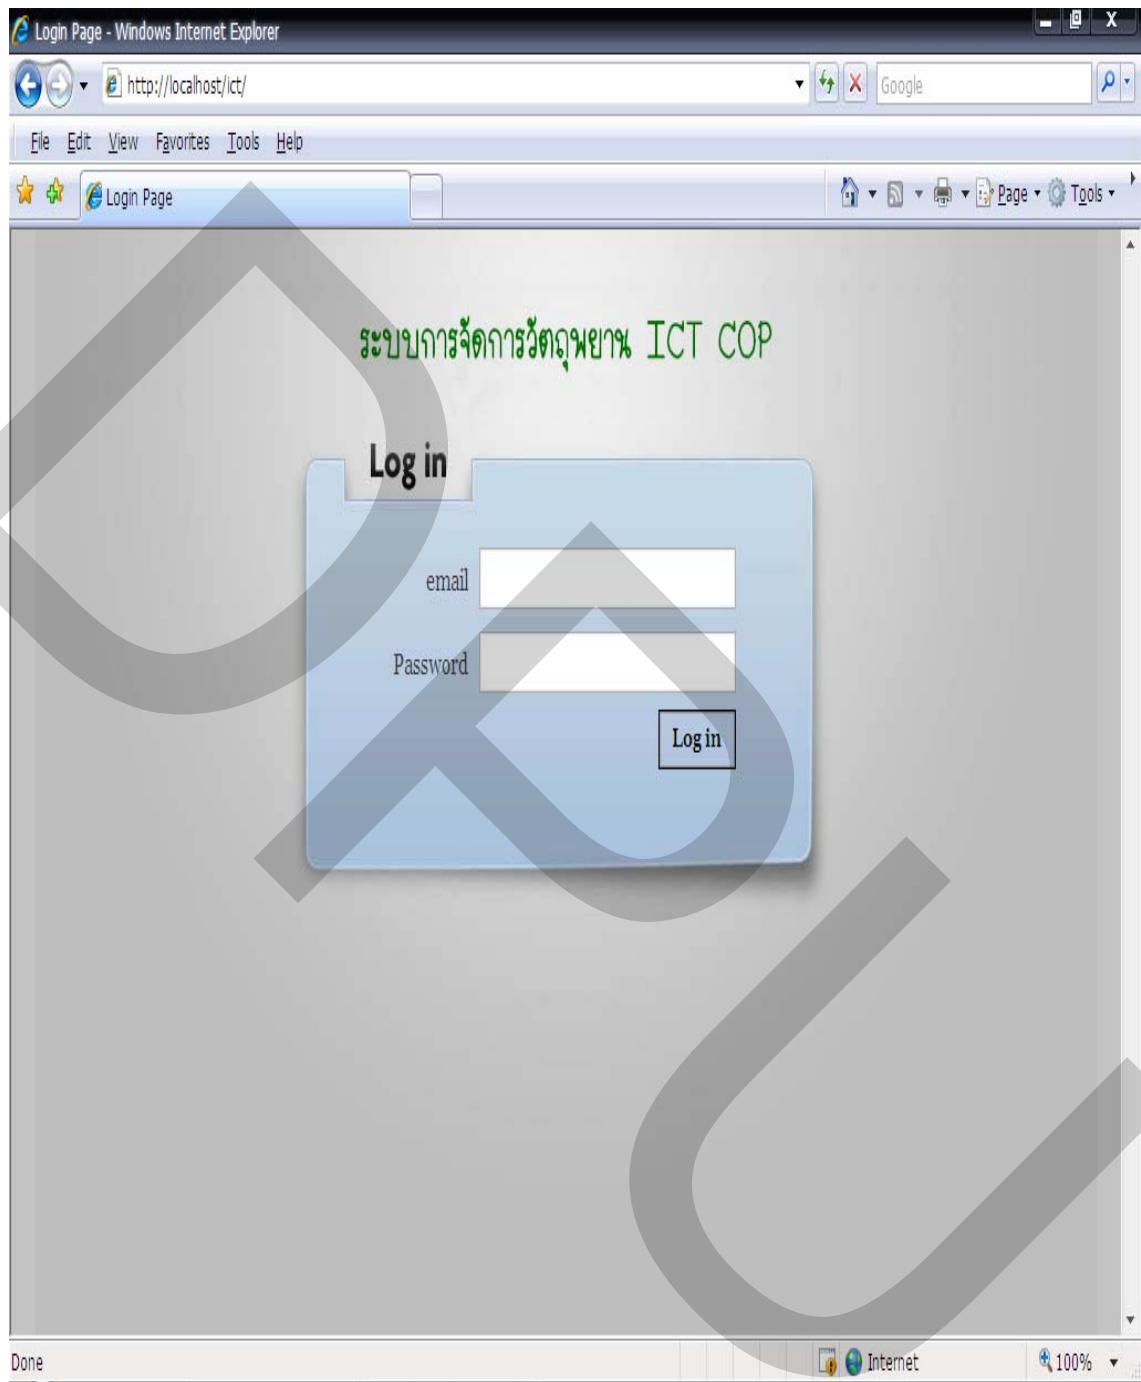 Login Page - Windows Internet Explorer
http://localhost/ict/
Google
File Edit View Favorites Tools Help
Login Page
Page Tools
ระบบการจัดการวัตถุพยาน ICT COP
Log in
email
Password
Log in
DPU
Done
Internet
100%